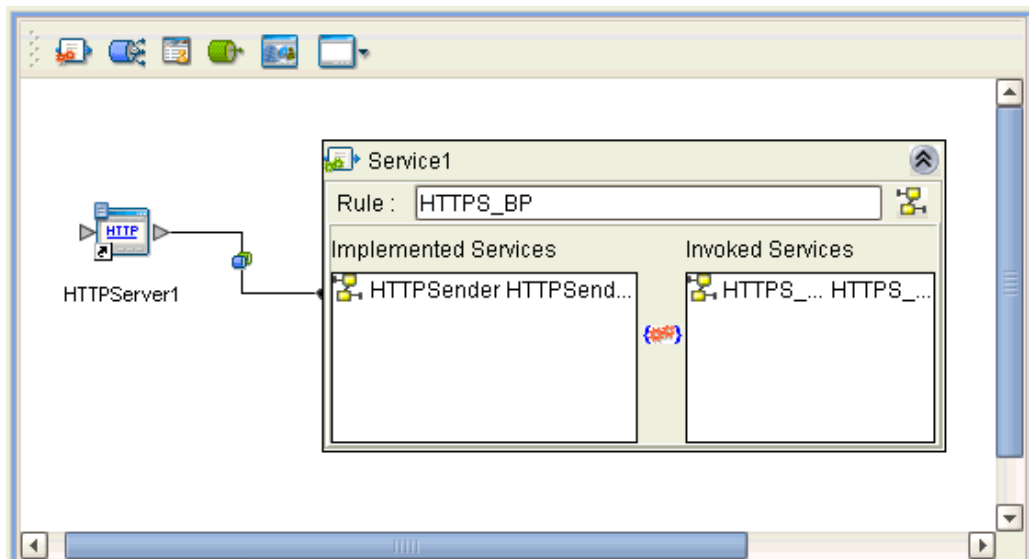 Service1
Rule : HTTPS_BP
HTTP
HTTPServer1
Implemented Services
Invoked Services
HTTPSender HTTPSend...
HTTPS_... HTTPS_...